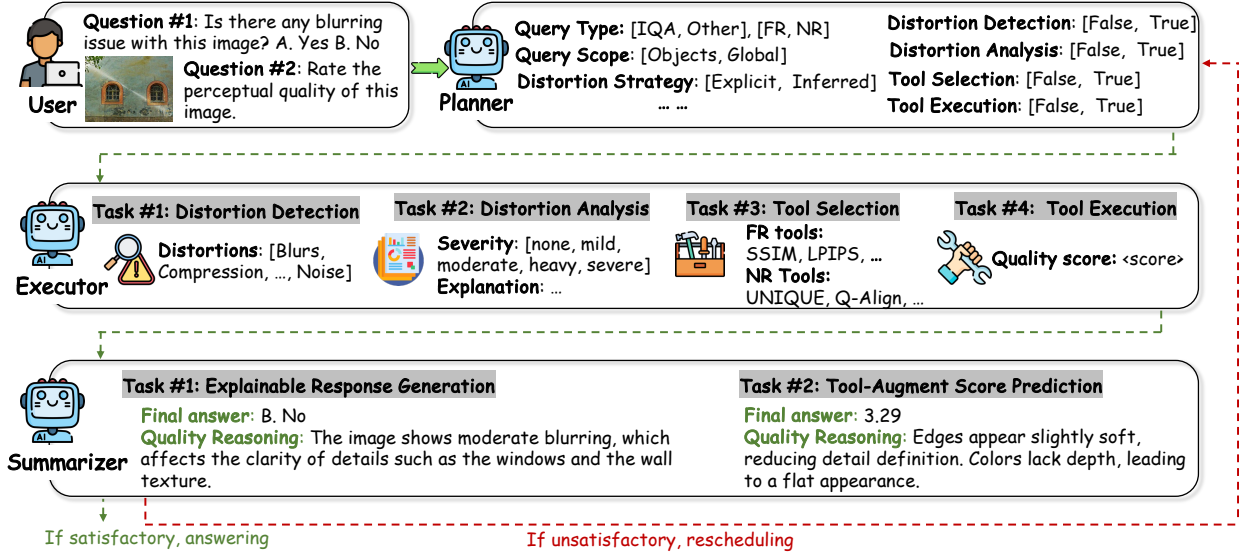 Question #1: Is there any blurring
issue with this image? A. Yes B. No
Question #2: Rate the
perceptual quality of this
image.
User
AI
Planner
Query Type: [IQA, Other], [FR, NR]
Query Scope: [Objects, Global]
Distortion Strategy: [Explicit, Inferred]
… …
Distortion Detection: [False, True]
Distortion Analysis: [False, True]
Tool Selection: [False, True]
Tool Execution: [False, True]
AI
Executor
Task #1: Distortion Detection
Distortions: [Blurs,
Compression, …, Noise]
Task #2: Distortion Analysis
Severity: [none, mild,
moderate, heavy, severe]
Explanation: …
Task #3: Tool Selection
FR tools:
SSIM, LPIPS, …
NR Tools:
UNIQUE, Q-Align, …
Task #4: Tool Execution
Quality score: <score>
AI
Summarizer
Task #1: Explainable Response Generation
Final answer: B. No
Quality Reasoning: The image shows moderate blurring, which
affects the clarity of details such as the windows and the wall
texture.
Task #2: Tool-Augment Score Prediction
Final answer: 3.29
Quality Reasoning: Edges appear slightly soft,
reducing detail definition. Colors lack depth, leading
to a flat appearance.
If satisfactory, answering
If unsatisfactory, rescheduling